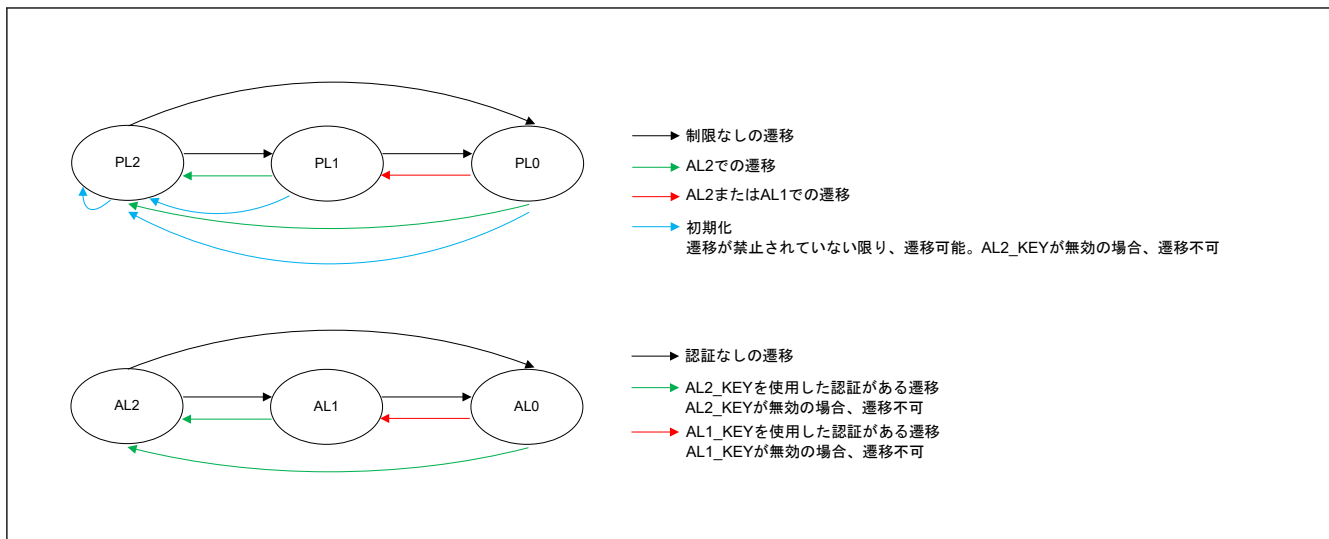 PL2
PL1
PL0
制限なしの遷移
AL2での遷移
AL2またはAL1での遷移
初期化
遷移が禁止されていない限り、遷移可能。AL2_KEYが無効の場合、遷移不可
AL2
AL1
AL0
認証なしの遷移
AL2_KEYを使用した認証がある遷移
AL2_KEYが無効の場合、遷移不可
AL1_KEYを使用した認証がある遷移
AL1_KEYが無効の場合、遷移不可